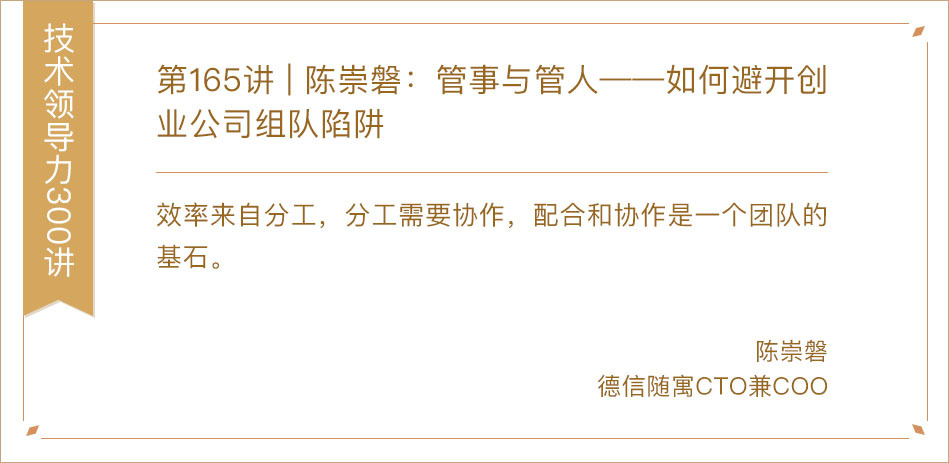 技术领导力300讲
第165讲 | 陈崇磐：管事与管人——如何避开创
业公司组队陷阱
效率来自分工，分工需要协作，配合和协作是一个团队的
基石。
陈崇磐
德信随寓CTO兼COO